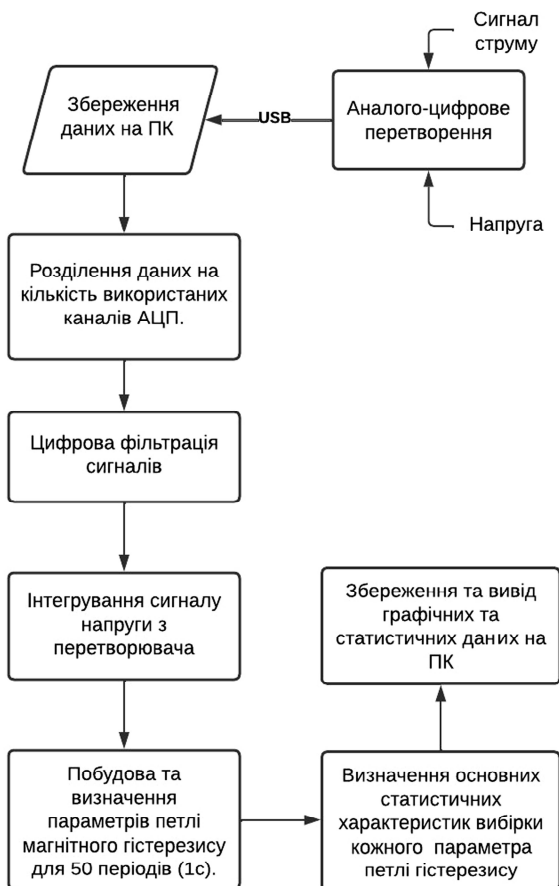 Сигнал
струму
Збереження
даних на ПК
USB
Аналого-цифрове
перетворення
Напруга
Розділення даних на
кількість використаних
каналів АЦП.
Цифрова фільтрація
сигналів
Інтегрування сигналу
напруги з
перетворювача
Збереження та вивід
графічних та
статистичних даних на
ПК
Побудова та
визначення
параметрів петлі
магнітного гістерезису
для 50 періодів (1с).
Визначення основних
статистичних
характеристик вибірки
кожного параметра
петлі гістерезису